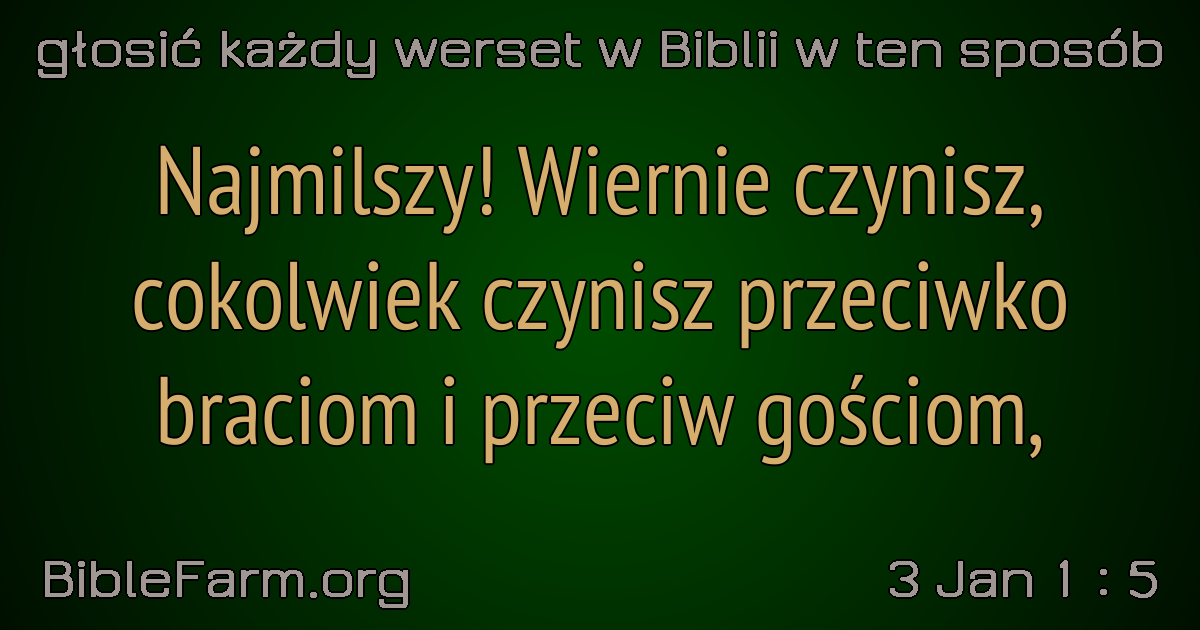 głosić każdy werset w Biblii w ten sposób
Najmilszy! Wiernie czynisz,
cokolwiek czynisz przeciwko
braciom i przeciw gościom,
BibleFarm.org
3 Jan 1 : 5